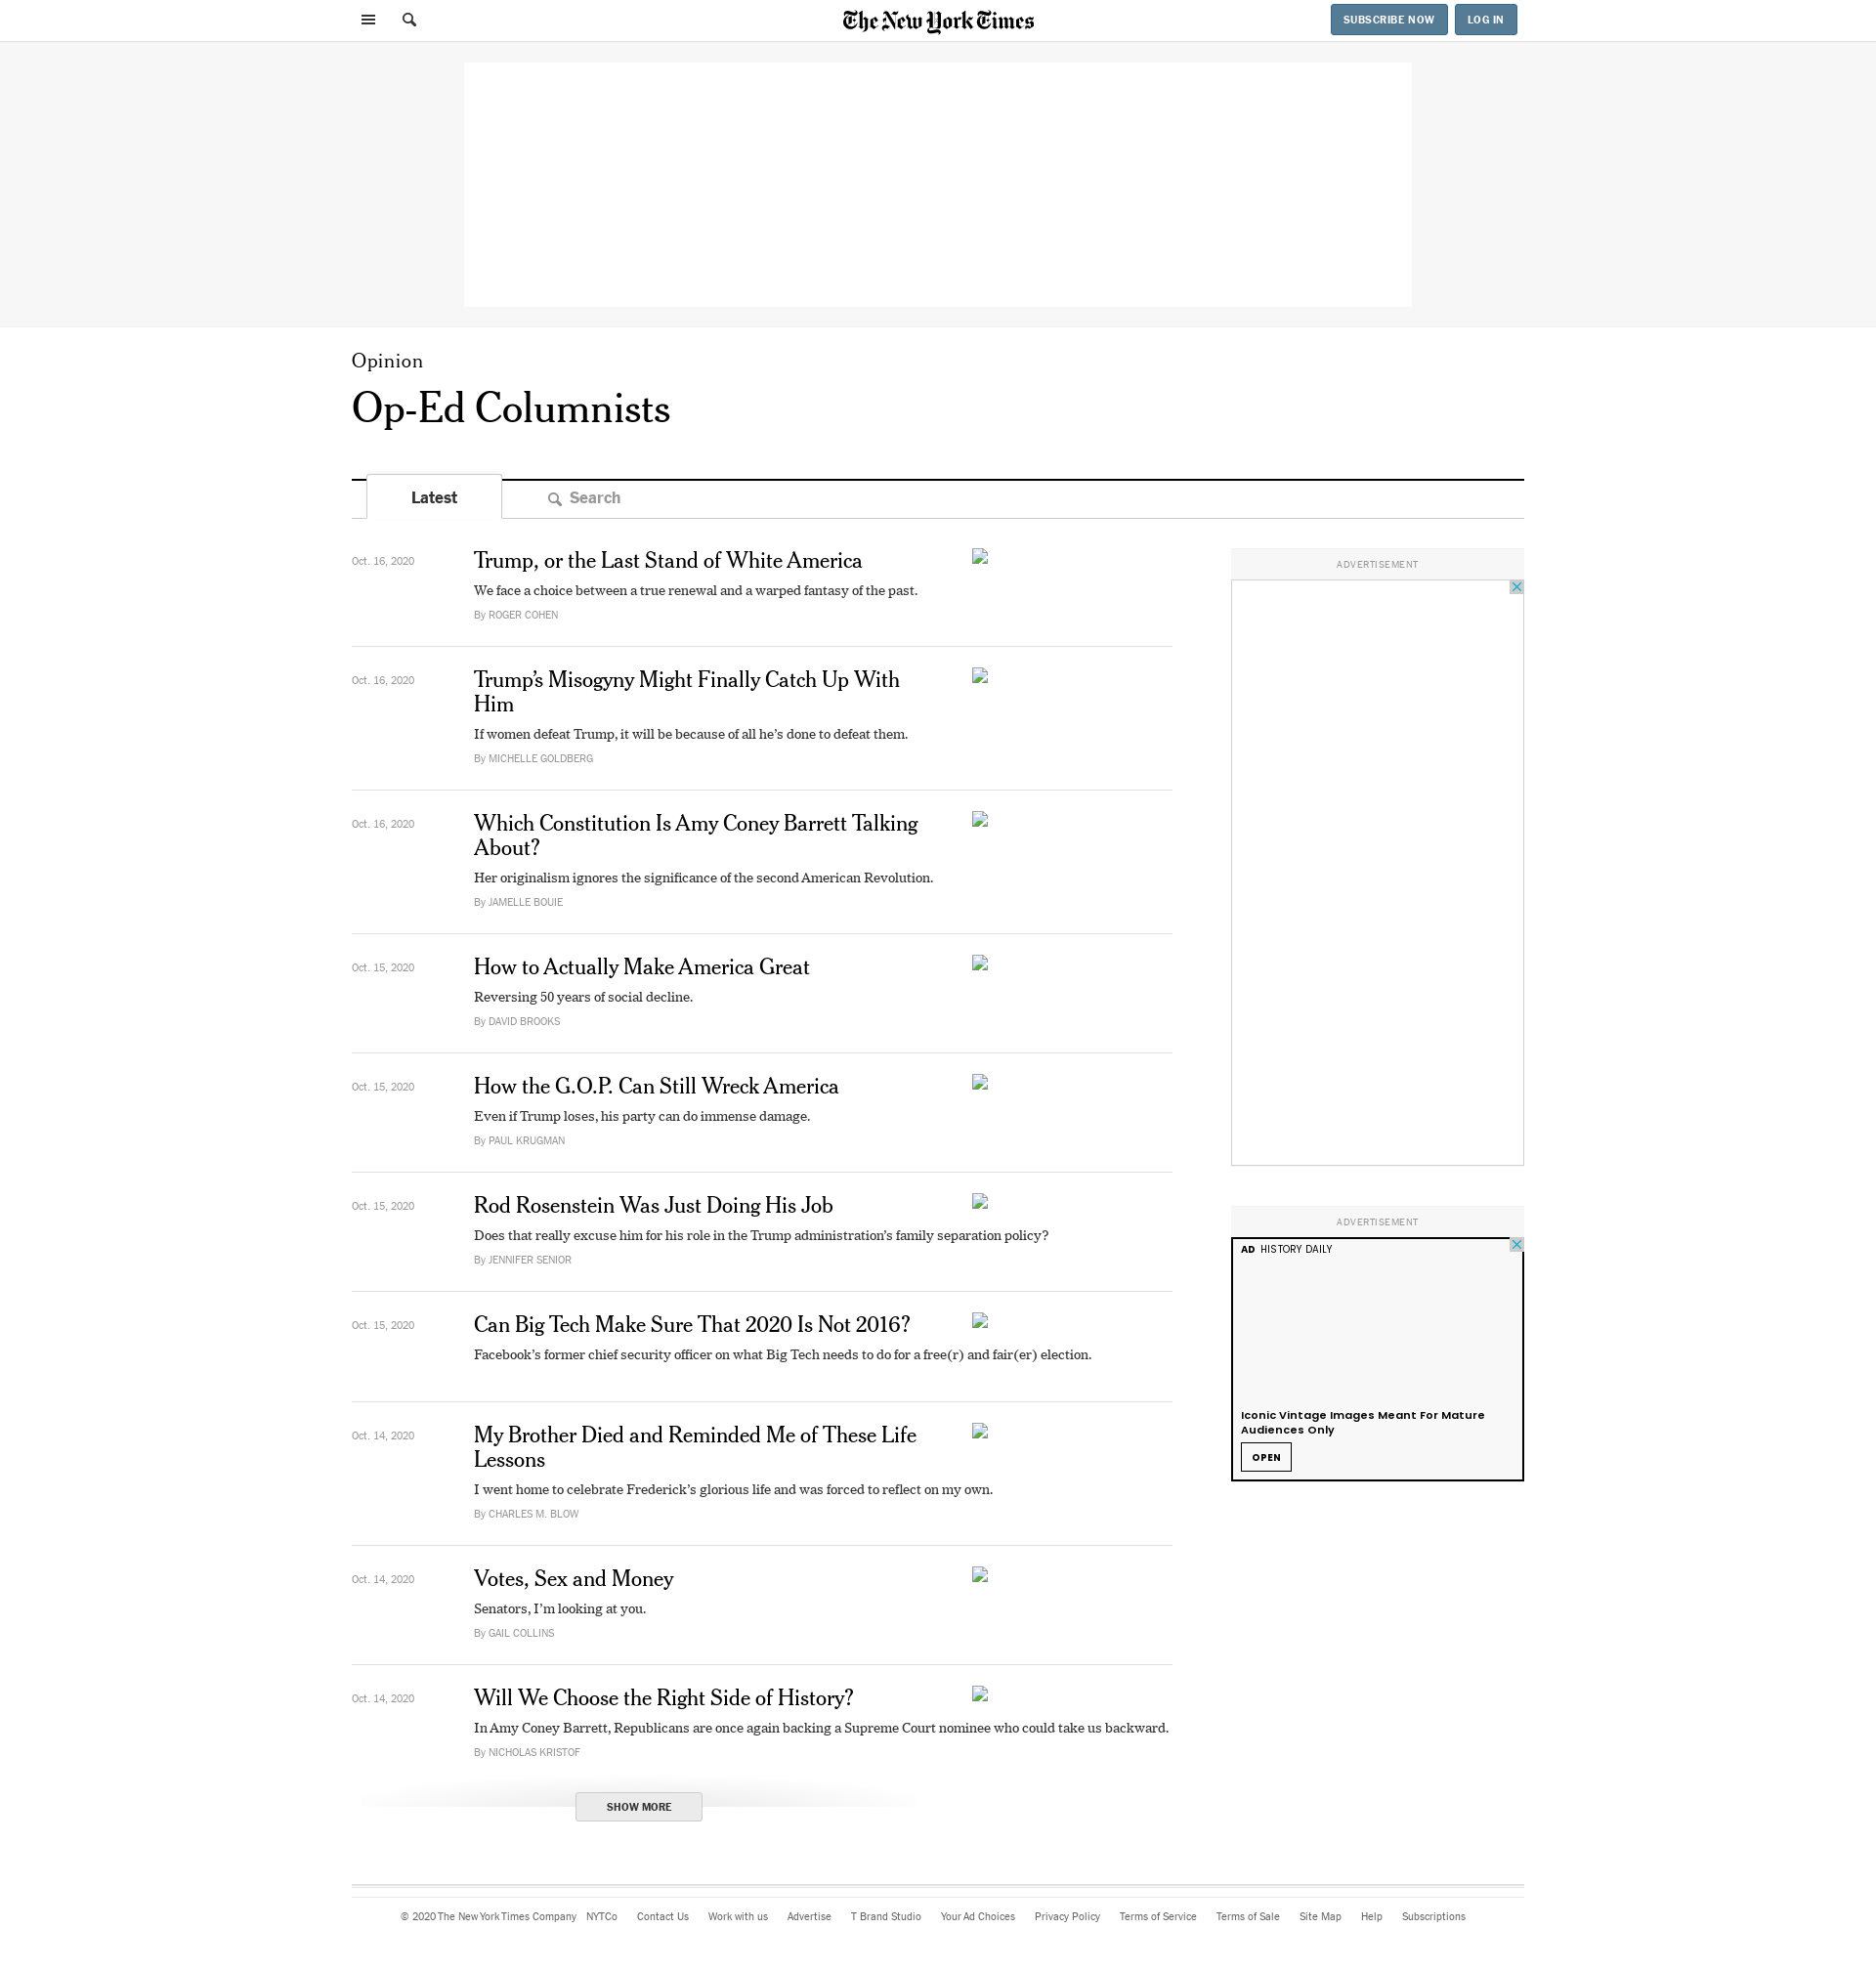 The New York Times
SUBSCRIBE NOW
LOG IN
Opinion
Op-Ed Columnists
Latest
Search
Oct. 16, 2020
Trump, or the Last Stand of White America
We face a choice between a true renewal and a warped fantasy of the past.
By ROGER COHEN
Oct. 16, 2020
Trump’s Misogyny Might Finally Catch Up With
Him
If women defeat Trump, it will be because of all he’s done to defeat them.
By MICHELLE GOLDBERG
Oct. 16, 2020
Which Constitution Is Amy Coney Barrett Talking
About?
Her originalism ignores the significance of the second American Revolution.
By JAMELLE BOUIE
Oct. 15, 2020
How to Actually Make America Great
Reversing 50 years of social decline.
By DAVID BROOKS
Oct. 15, 2020
How the G.O.P. Can Still Wreck America
Even if Trump loses, his party can do immense damage.
By PAUL KRUGMAN
Oct. 15, 2020
Rod Rosenstein Was Just Doing His Job
Does that really excuse him for his role in the Trump administration’s family separation policy?
By JENNIFER SENIOR
Oct. 15, 2020
Can Big Tech Make Sure That 2020 Is Not 2016?
Facebook’s former chief security officer on what Big Tech needs to do for a free(r) and fair(er) election.
Oct. 14, 2020
My Brother Died and Reminded Me of These Life
Lessons
I went home to celebrate Frederick’s glorious life and was forced to reflect on my own.
By CHARLES M. BLOW
Oct. 14, 2020
Votes, Sex and Money
Senators, I’m looking at you.
By GAIL COLLINS
Oct. 14, 2020
Will We Choose the Right Side of History?
In Amy Coney Barrett, Republicans are once again backing a Supreme Court nominee who could take us backward.
By NICHOLAS KRISTOF
SHOW MORE
ADVERTISEMENT
ADVERTISEMENT
AD HISTORY DAILY
Iconic Vintage Images Meant For Mature
Audiences Only
OPEN
© 2020 The New York Times Company NYTCo Contact Us Work with us Advertise T Brand Studio Your Ad Choices Privacy Policy Terms of Service Terms of Sale Site Map Help Subscriptions